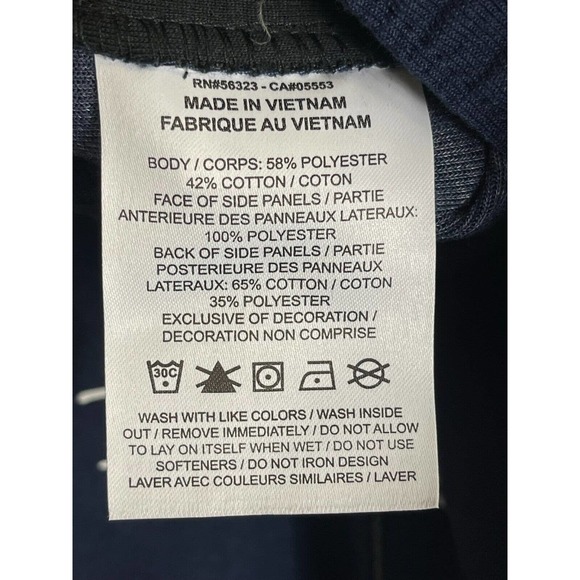 RN#56323 - CA#05553
MADE IN VIETNAM
FABRIQUE AU VIETNAM
BODY / CORPS: 58% POLYESTER
42% COTTON / COTON
FACE OF SIDE PANELS / PARTIE
ANTERIEURE DES PANNEAUX LATERAUX:
100% POLYESTER
BACK OF SIDE PANELS / PARTIE
POSTERIEURE DES PANNEAUX
LATERAUX: 65% COTTON / COTON
35% POLYESTER
EXCLUSIVE OF DECORATION /
DECORATION NON COMPRISE
30C
WASH WITH LIKE COLORS / WASH INSIDE
OUT / REMOVE IMMEDIATELY / DO NOT ALLOW
TO LAY ON ITSELF WHEN WET / DO NOT USE
SOFTENERS / DO NOT IRON DESIGN
LAVER AVEC COULEURS SIMILAIRES / LAVER